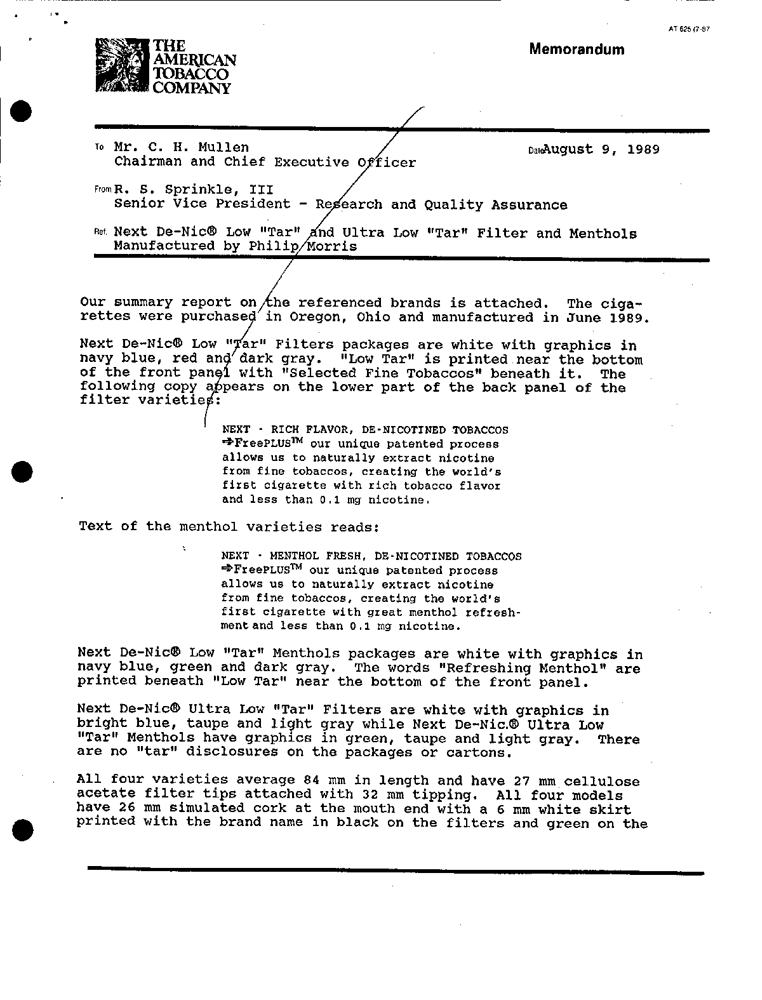 AT 625 (7-87
THE
AMERICAN
TOBACCO
COMPANY
Memorandum
To Mr. C. H. Mullen
Chairman and Chief Executive Officer
Date August 9, 1989
From R. S. Sprinkle, III
Senior Vice President - Research and Quality Assurance
Ref. Next De-Nic® Low "Tar" and Ultra Low "Tar" Filter and Menthols
Manufactured by Philip Morris
Our summary report on the referenced brands is attached. The ciga-
rettes were purchased in Oregon, Ohio and manufactured in June 1989.
Next De-Nic® Low "Tar" Filters packages are white with graphics in
navy blue, red and dark gray. "Low Tar" is printed near the bottom
of the front panel with "Selected Fine Tobaccos" beneath it. The
following copy appears on the lower part of the back panel of the
filter varieties:
NEXT - RICH FLAVOR, DE-NICOTINED TOBACCOS
➔FreePLUS™ our unique patented process
allows us to naturally extract nicotine
from fine tobaccos, creating the world's
first cigarette with rich tobacco flavor
and less than 0.1 mg nicotine.
Text of the menthol varieties reads:
NEXT - MENTHOL FRESH, DE-NICOTINED TOBACCOS
➔FreePLUS™ our unique patented process
allows us to naturally extract nicotine
from fine tobaccos, creating the world's
first cigarette with great menthol refresh-
ment and less than 0.1 mg nicotine.
Next De-Nic® Low "Tar" Menthols packages are white with graphics in
navy blue, green and dark gray. The words "Refreshing Menthol" are
printed beneath "Low Tar" near the bottom of the front panel.
Next De-Nic® Ultra Low "Tar" Filters are white with graphics in
bright blue, taupe and light gray while Next De-Nic.® Ultra Low
"Tar" Menthols have graphics in green, taupe and light gray. There
are no "tar" disclosures on the packages or cartons.
All four varieties average 84 mm in length and have 27 mm cellulose
acetate filter tips attached with 32 mm tipping. All four models
have 26 mm simulated cork at the mouth end with a 6 mm white skirt
printed with the brand name in black on the filters and green on the